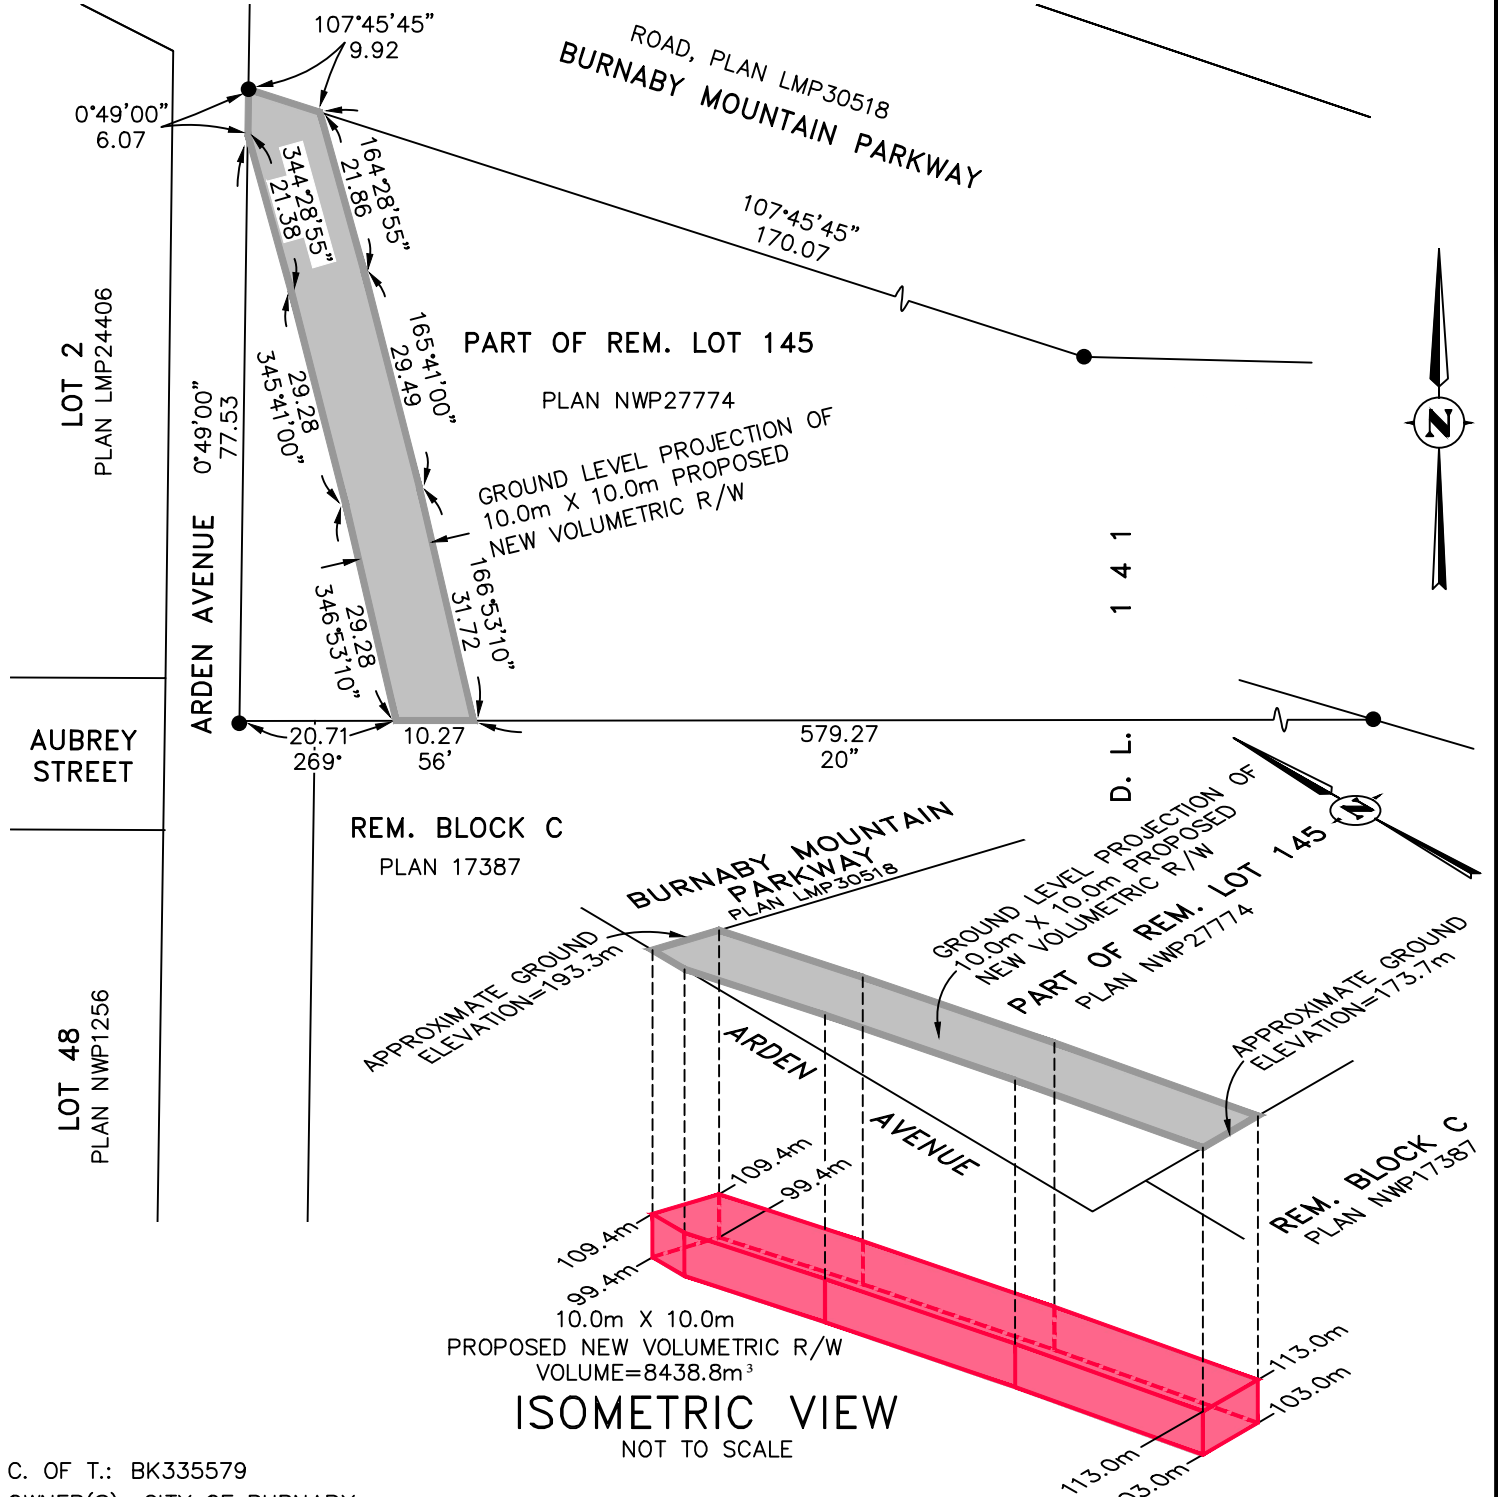 107°45'45"
9.92
0°49'00"
6.07
ROAD, PLAN LMP30518
BURNABY MOUNTAIN PARKWAY
344°28'55"
21.38
164°28'55"
21.86
107°45'45"
170.07
LOT 2
PLAN LMP24406
ARDEN AVENUE
0°49'00"
77.53
29.28
345°41'00"
165°41'00"
29.49
PART OF REM. LOT 145
PLAN NWP27774
GROUND LEVEL PROJECTION OF
10.0m X 10.0m PROPOSED
NEW VOLUMETRIC R/W
N
29.28
346°53'10"
166°53'10"
31.72
D. L. 1 4 1
20.71
10.27
579.27
269°
56'
20"
AUBREY
STREET
REM. BLOCK C
PLAN 17387
LOT 48
PLAN NWP1256
BURNABY MOUNTAIN
PARKWAY
PLAN LMP30518
GROUND LEVEL PROJECTION OF
10.0m X 10.0m PROPOSED
NEW VOLUMETRIC R/W
PART OF REM. LOT 145
PLAN NWP27774
N
APPROXIMATE GROUND
ELEVATION=193.3m
APPROXIMATE GROUND
ELEVATION=173.7m
ARDEN AVENUE
REM. BLOCK C
PLAN NWP17387
109.4m
99.4m
109.4m
99.4m
113.0m
103.0m
113.0m
10.0m X 10.0m
PROPOSED NEW VOLUMETRIC R/W
VOLUME=8438.8m³
ISOMETRIC VIEW
NOT TO SCALE
C. OF T.: BK335579